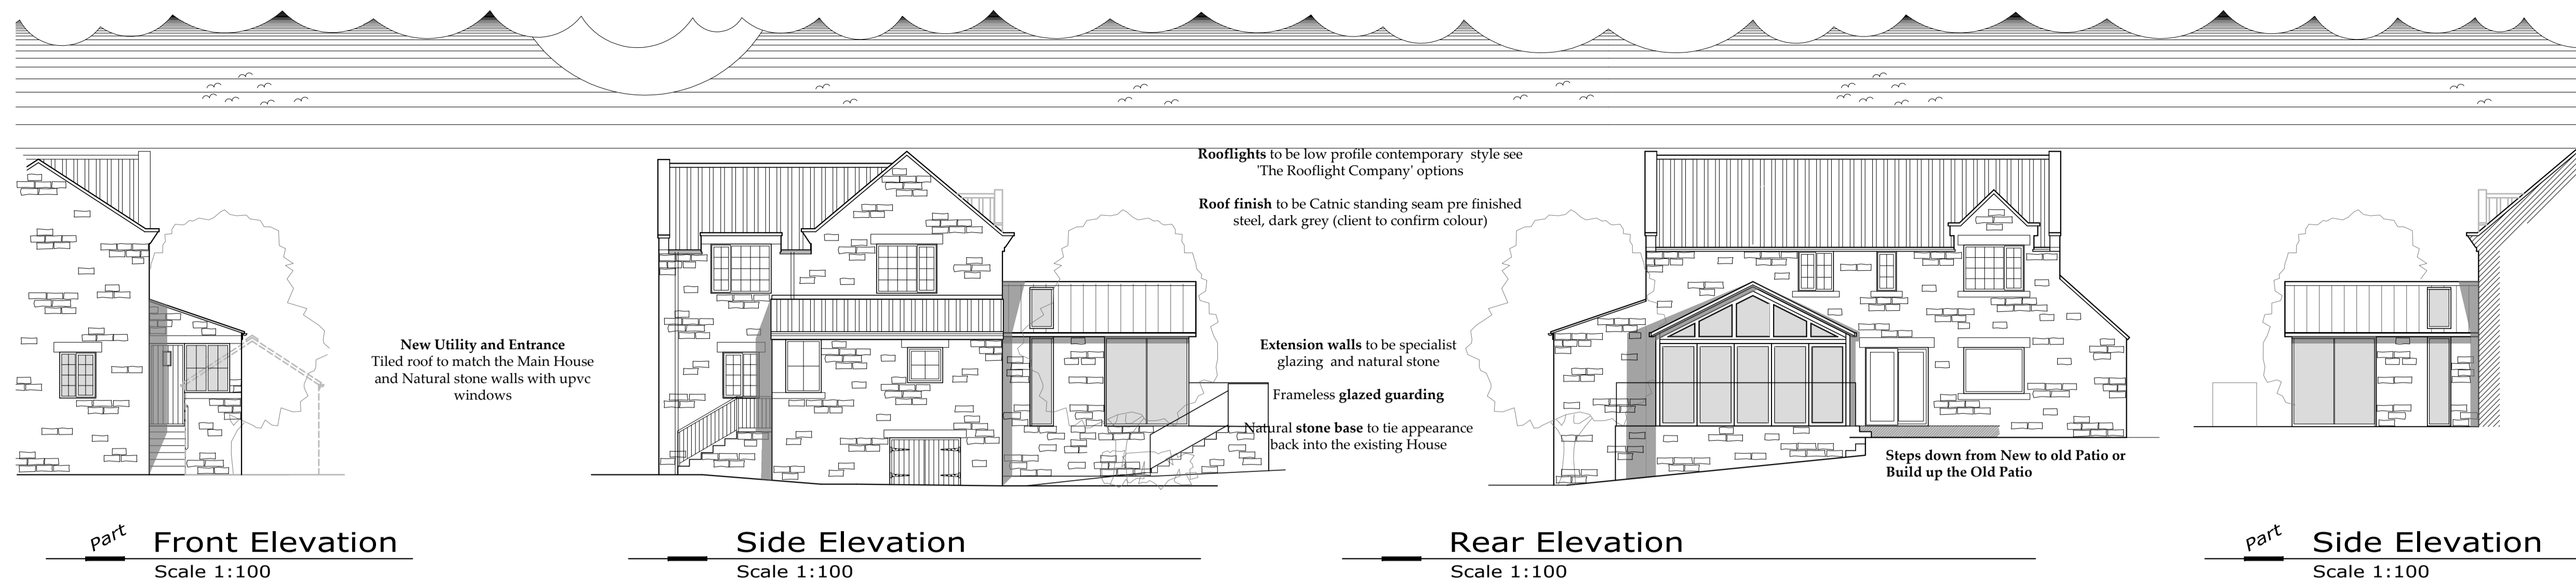 Rooflights to be low profile contemporary style see
'The Rooflight Company' options
Roof finish to be Catnic standing seam pre finished
steel, dark grey (client to confirm colour)
New Utility and Entrance
Tiled roof to match the Main House
and Natural stone walls with upvc
windows
Extension walls to be specialist
glazing and natural stone
Frameless glazed guarding
Natural stone base to tie appearance
back into the existing House
Steps down from New to old Patio or
Build up the Old Patio
Part Front Elevation
Scale 1:100
Side Elevation
Scale 1:100
Rear Elevation
Scale 1:100
Part Side Elevation
Scale 1:100